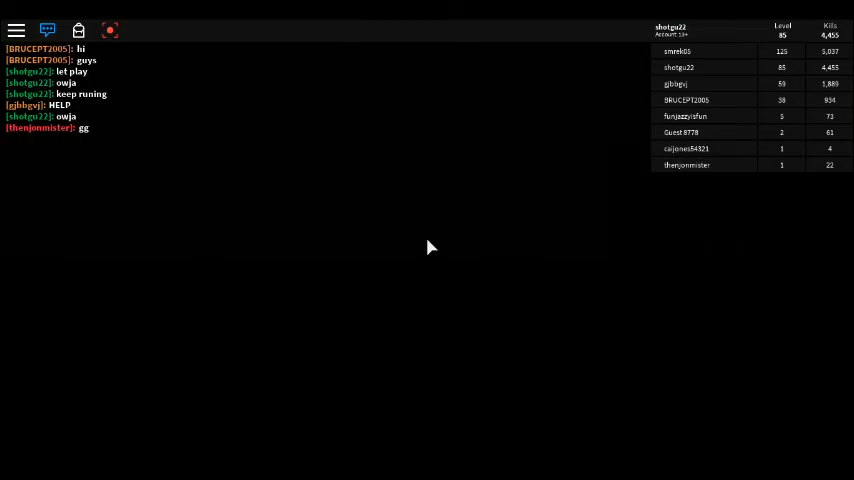 shotgu22 Level Kills
Account: 13+ 85 4,455
[BRUCEPT2005]: hi
[BRUCEPT2005]: guys
[shotgu22]: let play
[shotgu22]: owja
[shotgu22]: keep runing
[gjbbgvj]: HELP
[shotgu22]: owja
[thenjonmister]: gg
smrek05 125 5,037
shotgu22 85 4,455
gjbbgvj 59 1,889
BRUCEPT2005 38 934
funjazzyisfun 5 73
Guest 8778 2 61
caijones54321 1 4
thenjonmister 1 22